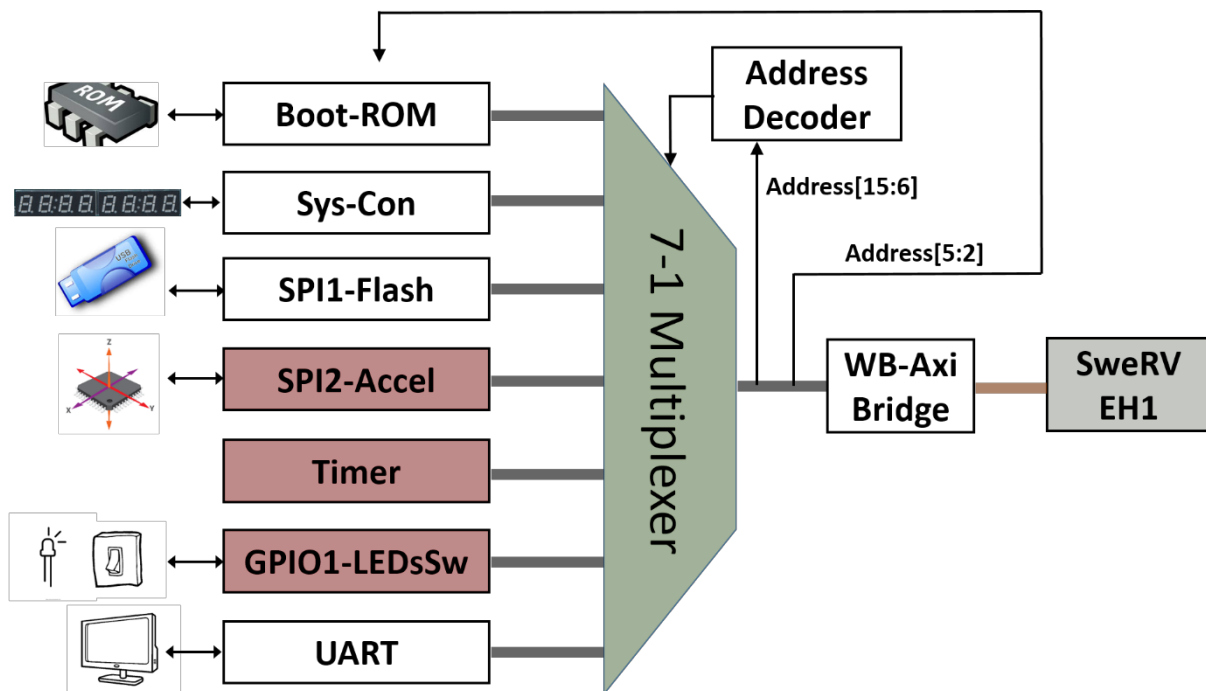 ROM
Boot-ROM
Address
Decoder
Sys-Con
Address[15:6]
USB
SPI1-Flash
7-1 Multiplexer
Address[5:2]
Z
X
Y
SPI2-Accel
WB-Axi
Bridge
SweRV
EH1
Timer
GPIO1-LEDsSw
UART